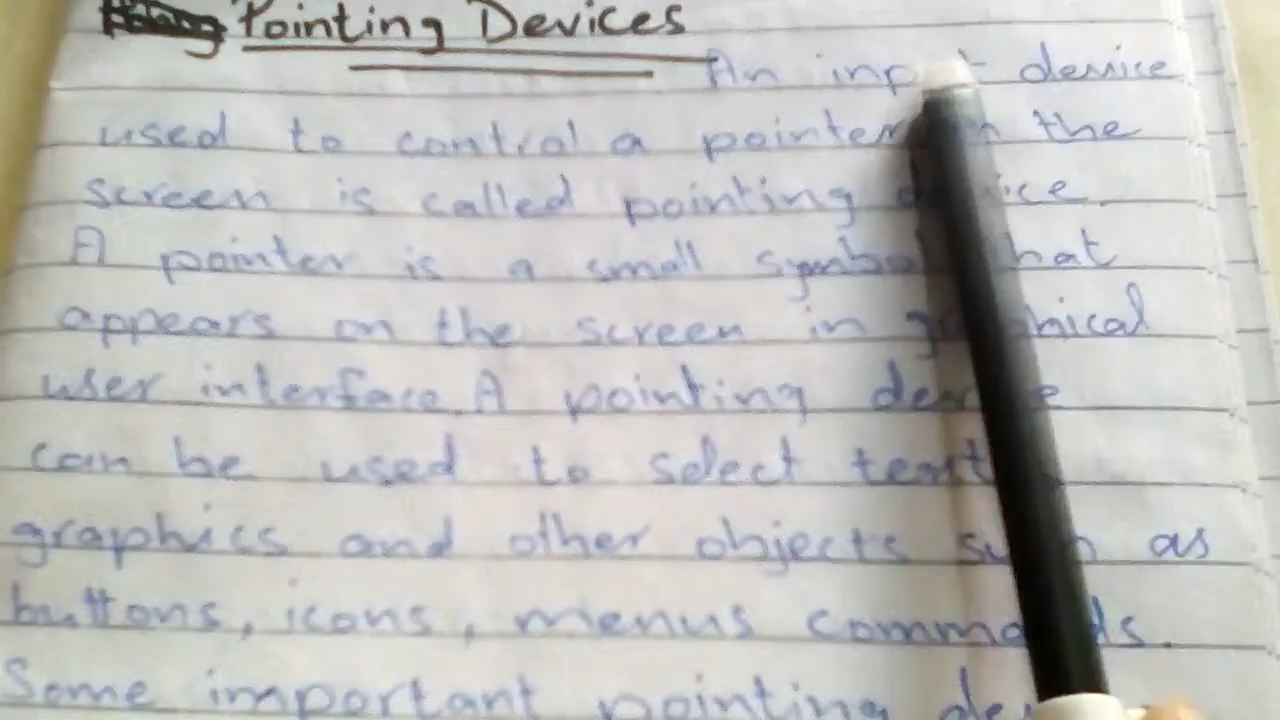 Pointing Devices
An input device
used to control a pointer on the
screen is called pointing device.
A pointer is a small symbol that
appears on the screen in graphical
user interface. A pointing device
can be used to select text
graphics and other objects such as
buttons, icons, menus commands.
Some important pointing